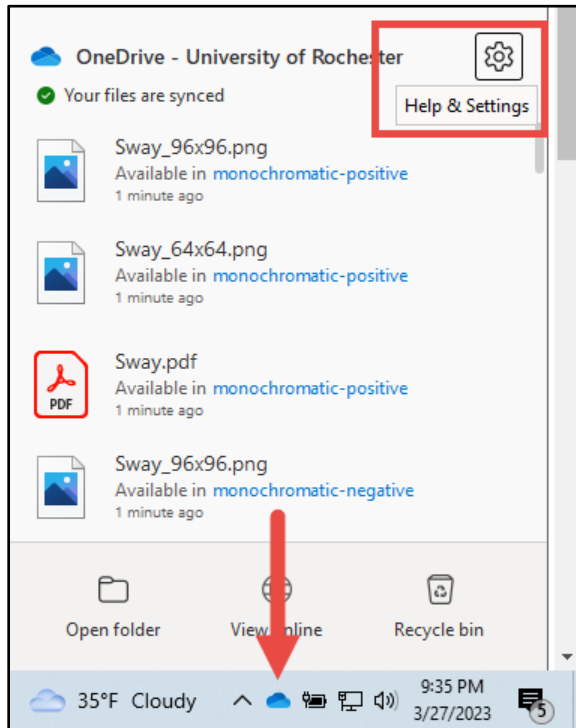 OneDrive - University of Rochester
Your files are synced
Help & Settings
Sway_96x96.png
Available in monochromatic-positive
1 minute ago
Sway_64x64.png
Available in monochromatic-positive
1 minute ago
Sway.pdf
Available in monochromatic-positive
1 minute ago
PDF
Sway_96x96.png
Available in monochromatic-negative
1 minute ago
Open folder
View online
Recycle bin
35°F Cloudy
9:35 PM
3/27/2023
5